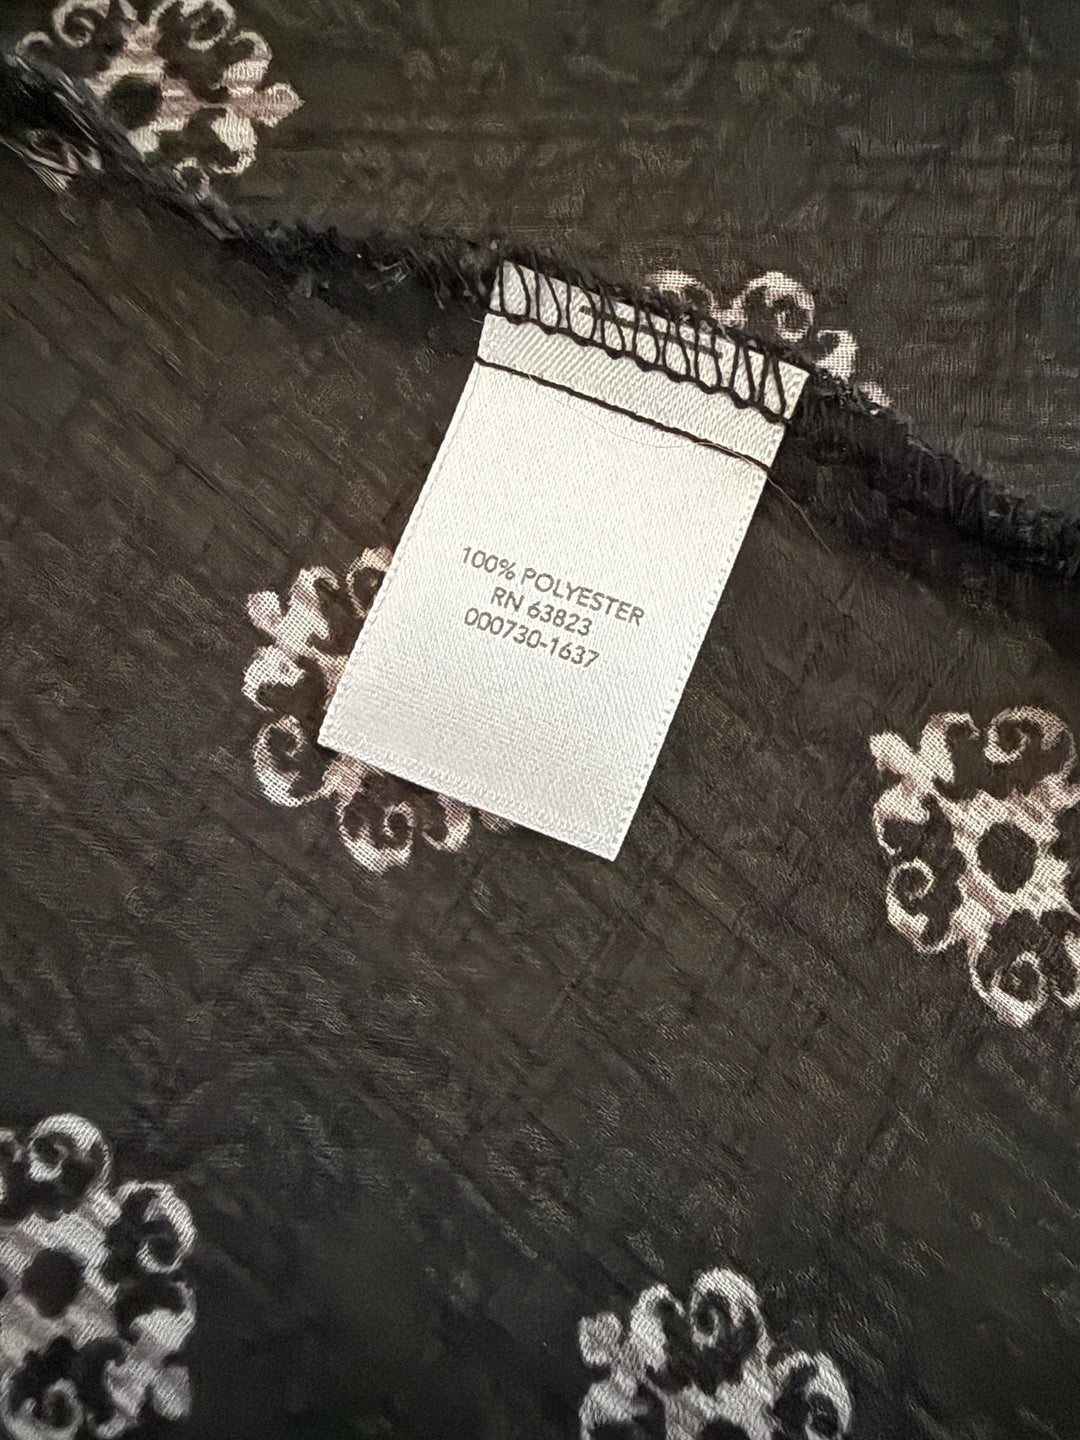 100% POLYESTER
RN 63823
000730-1637